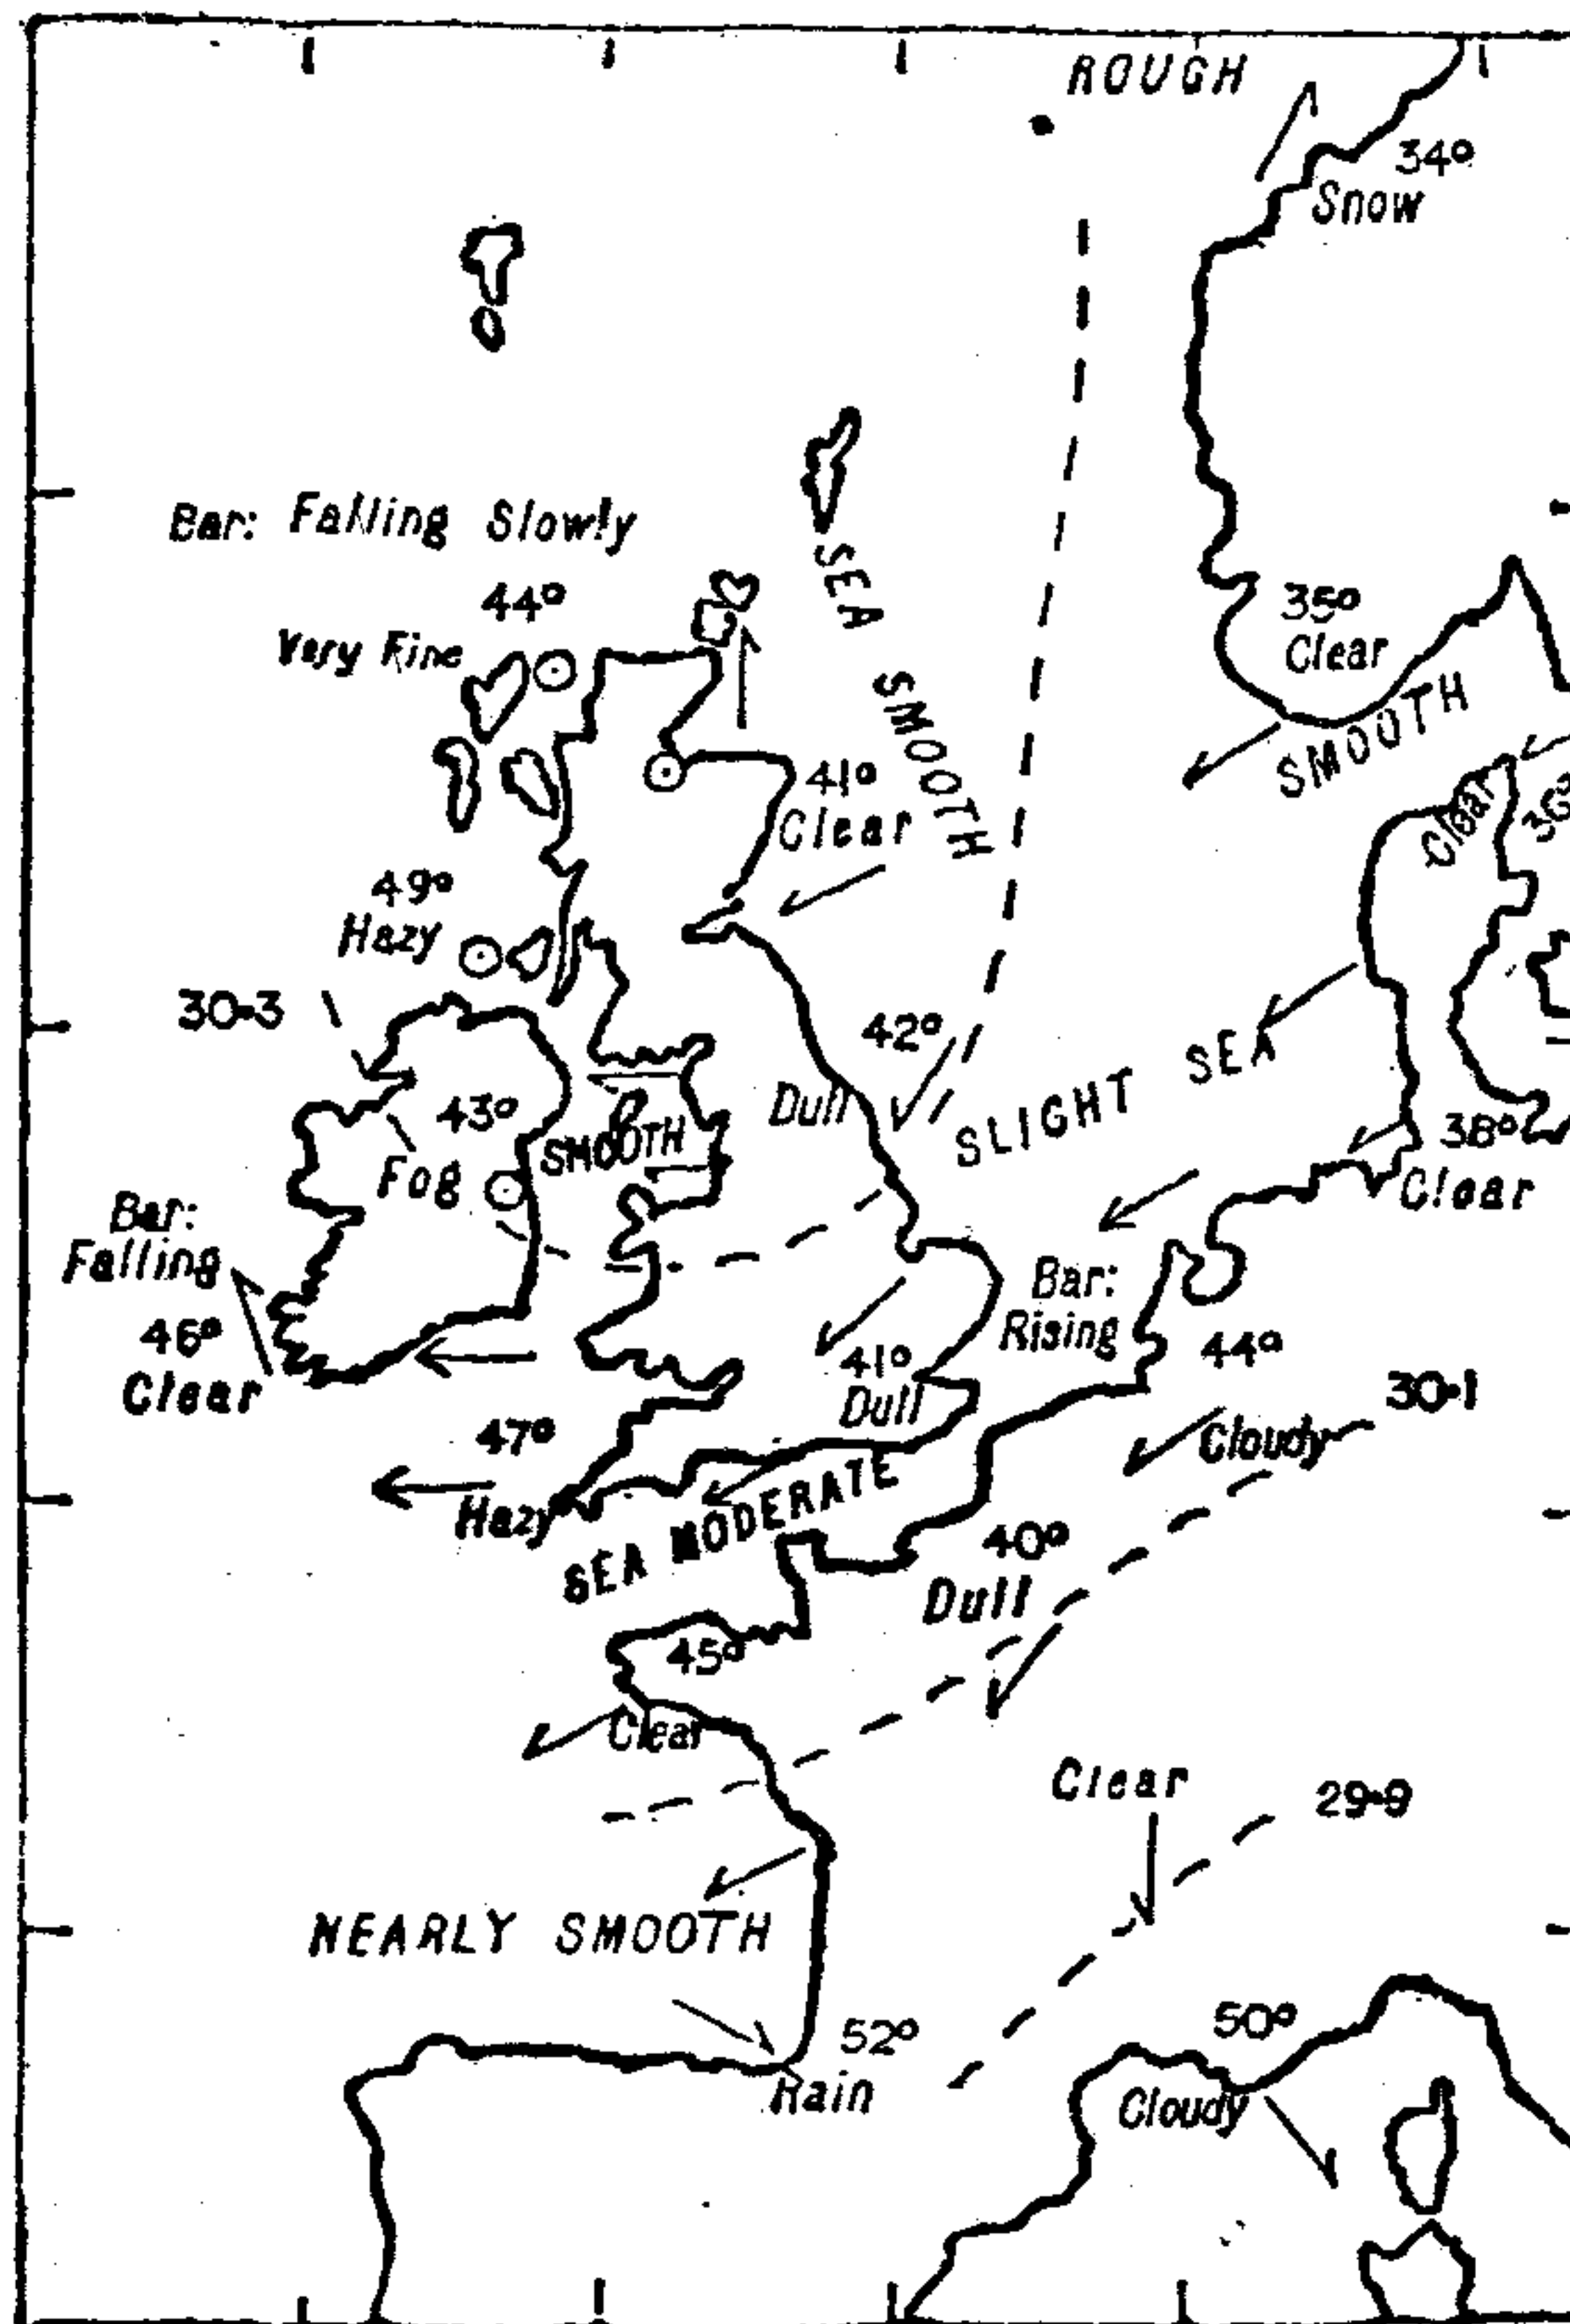 ROUGH
34°
Snow
Bar: Falling Slowly
44°
Very Fine
SEA SMOOTH
35°
Clear
SMOOTH
41°
Clear
Clear
49°
Hazy
30·3
42°
Dull
SLIGHT SEA
43°
Fog
SMOOTH
38°
Clear
Bar:
Falling
46°
Clear
Bar:
Rising
44°
Cloudy
30·1
41°
Dull
47°
Hazy
SEA MODERATE
40°
Dull
45°
Clear
Clear
29·9
NEARLY SMOOTH
52°
Rain
50°
Cloudy